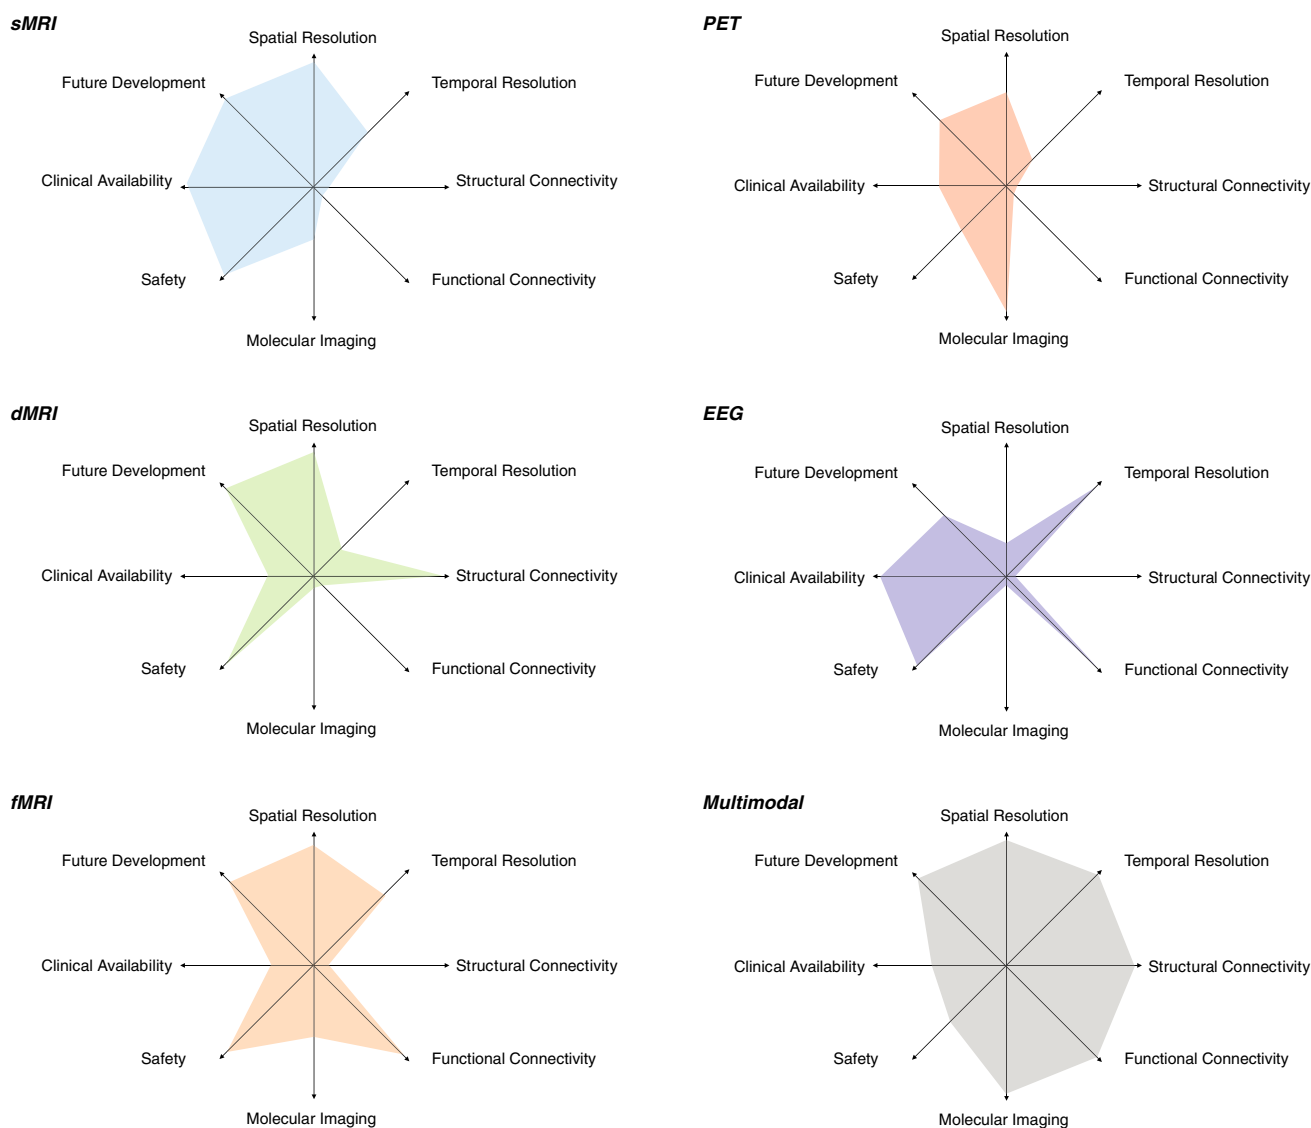 sMRI
Spatial Resolution
Future Development
Temporal Resolution
Clinical Availability
Structural Connectivity
Safety
Functional Connectivity
Molecular Imaging
PET
Spatial Resolution
Future Development
Temporal Resolution
Clinical Availability
Structural Connectivity
Safety
Functional Connectivity
Molecular Imaging
dMRI
Spatial Resolution
Future Development
Temporal Resolution
Clinical Availability
Structural Connectivity
Safety
Functional Connectivity
Molecular Imaging
EEG
Spatial Resolution
Future Development
Temporal Resolution
Clinical Availability
Structural Connectivity
Safety
Functional Connectivity
Molecular Imaging
fMRI
Spatial Resolution
Future Development
Temporal Resolution
Clinical Availability
Structural Connectivity
Safety
Functional Connectivity
Molecular Imaging
Multimodal
Spatial Resolution
Future Development
Temporal Resolution
Clinical Availability
Structural Connectivity
Safety
Functional Connectivity
Molecular Imaging